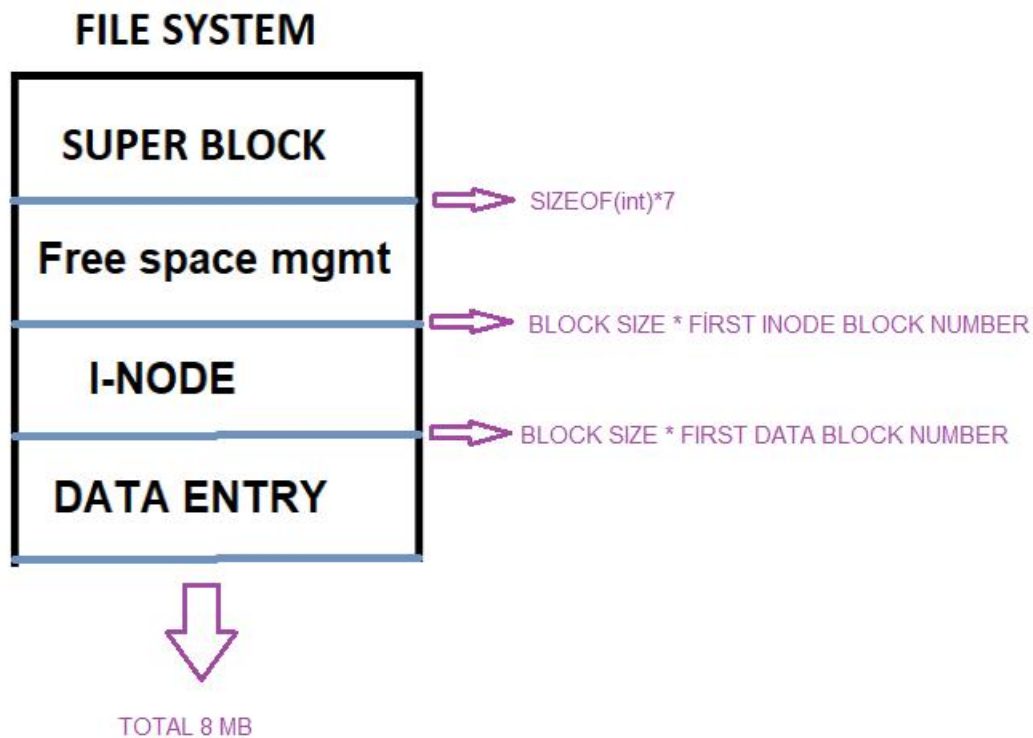 FILE SYSTEM
SUPER BLOCK
SIZEOF(int)*7
Free space mgmt
BLOCK SIZE * FİRST INODE BLOCK NUMBER
I-NODE
BLOCK SIZE * FIRST DATA BLOCK NUMBER
DATA ENTRY
TOTAL 8 MB